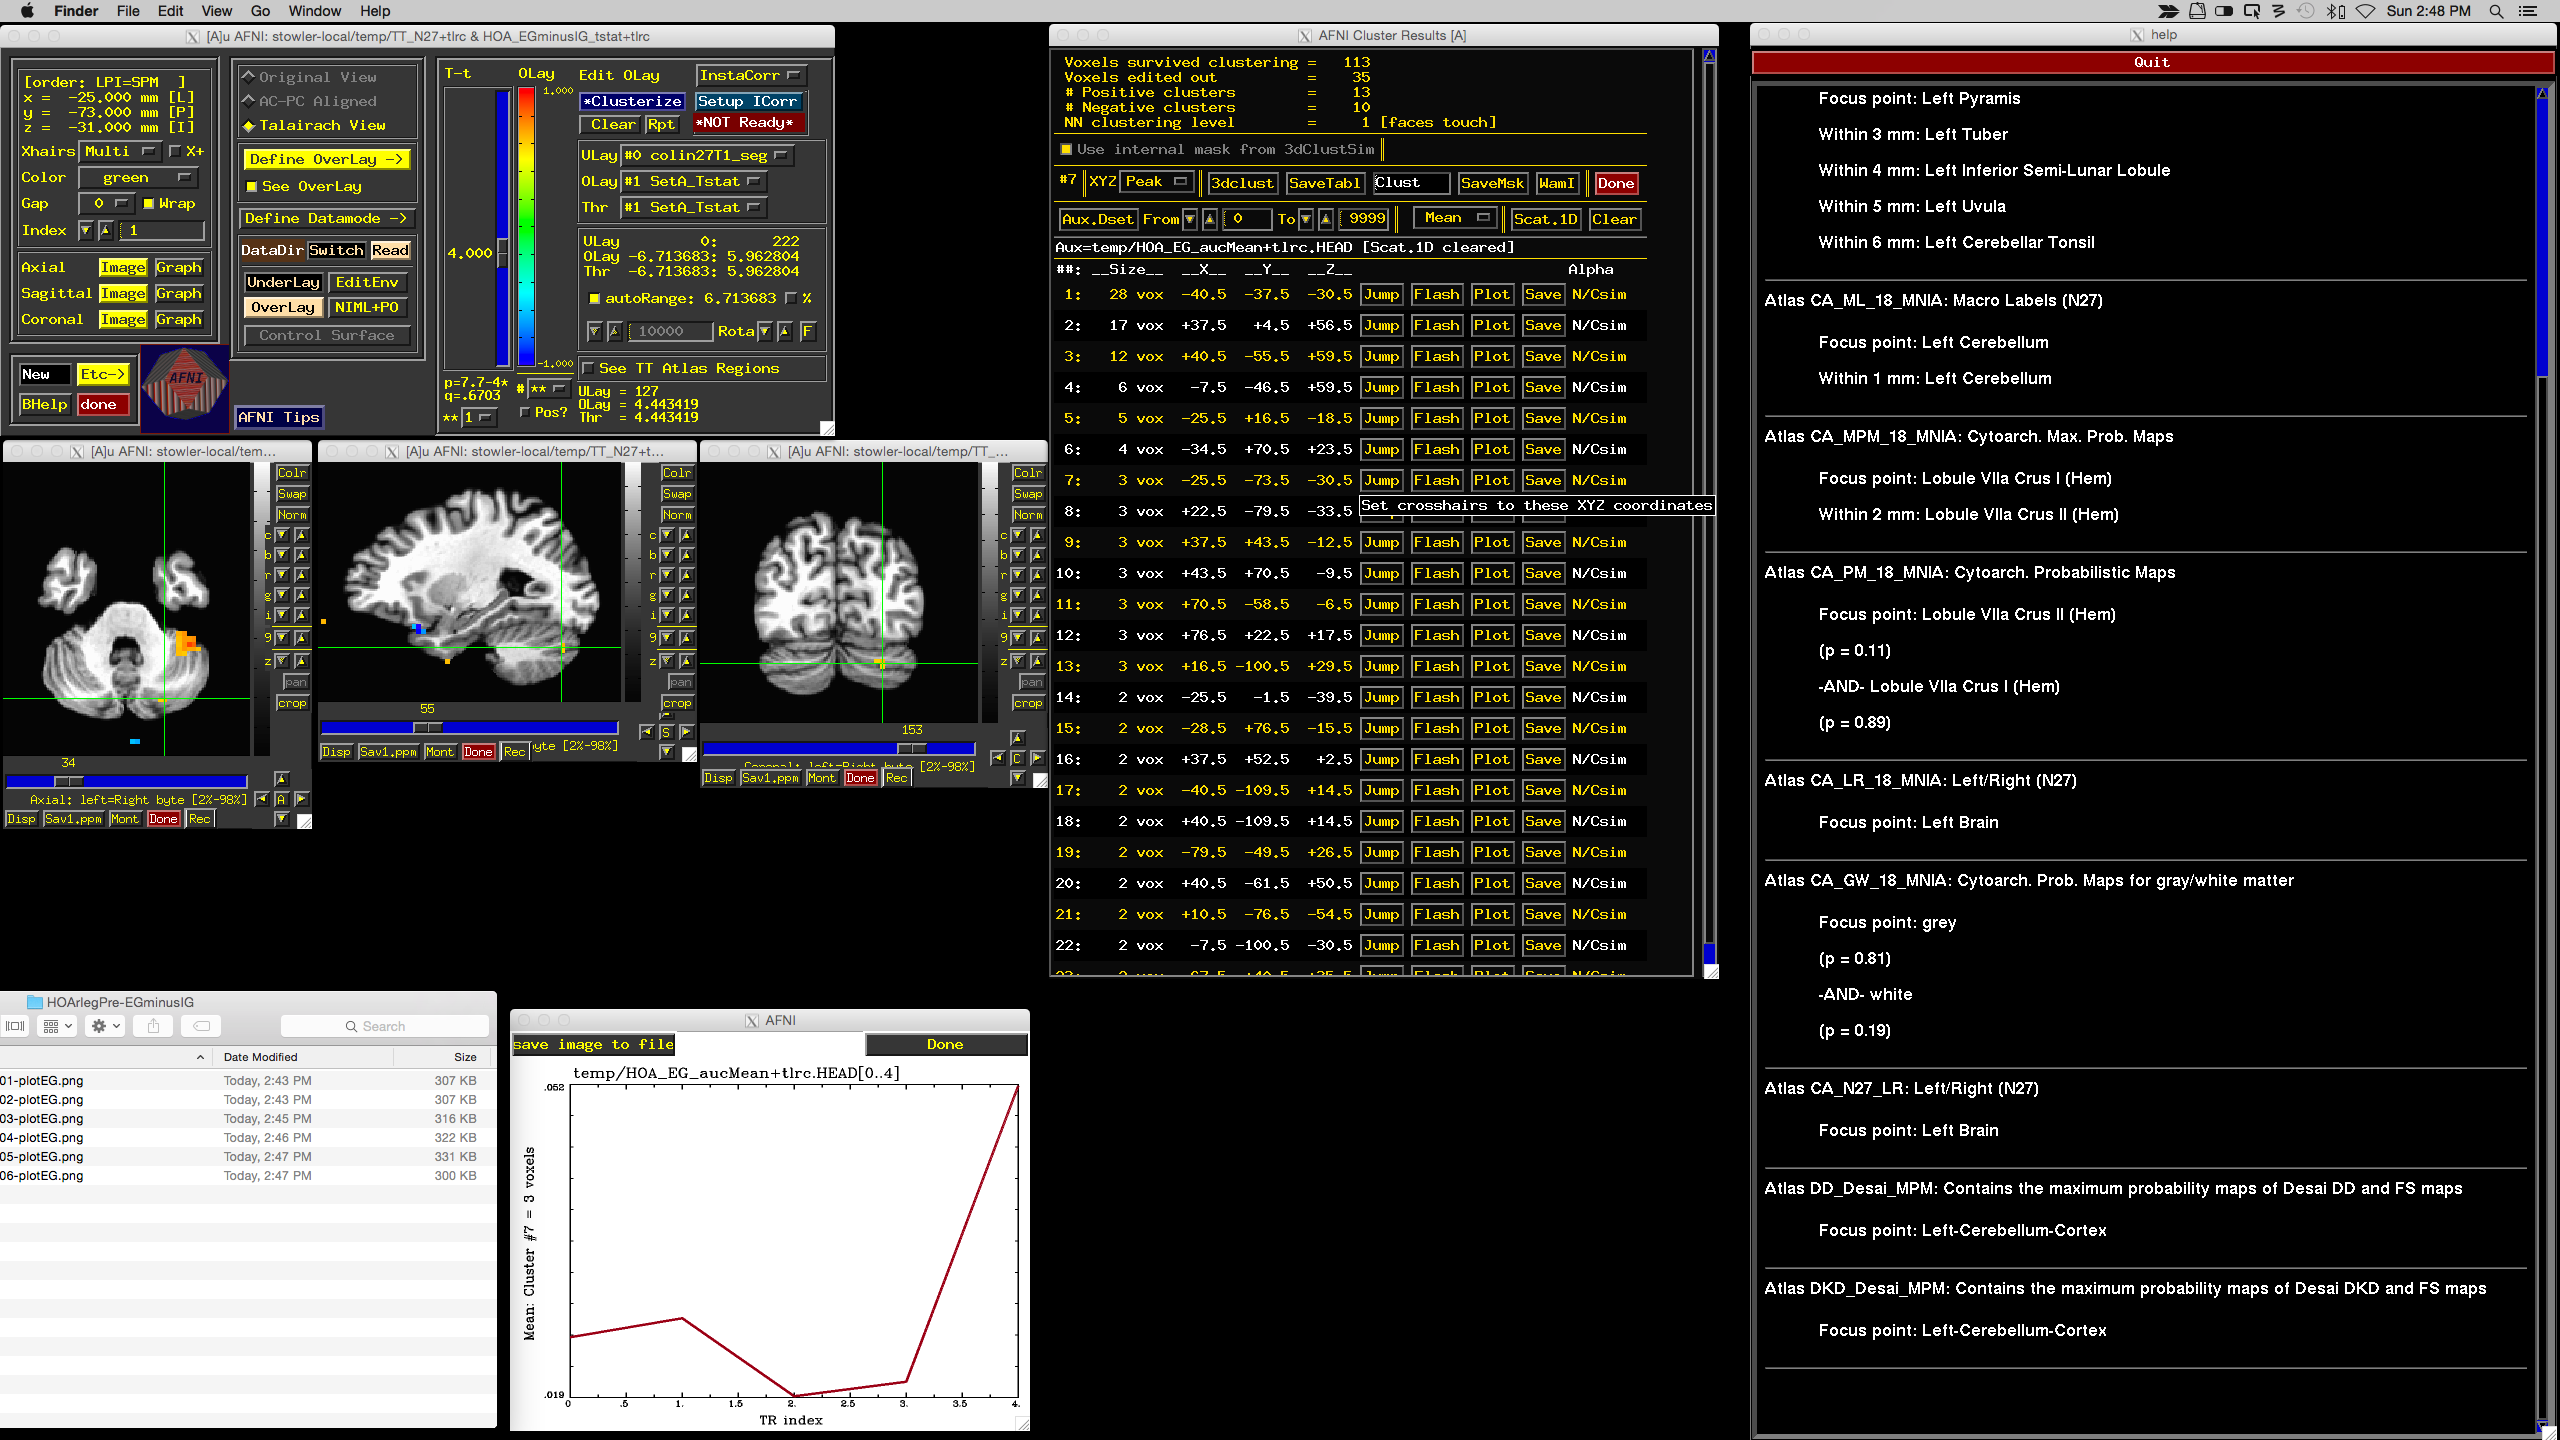 Finder File Edit View Go Window Help
Sun 2:48 PM
[A]u AFNI: stowler-local/temp/TT_N27+tlrc & HOA_EGminusIG_tstat+tlrc
[order: LPI=SPM ]
x = -25.000 mm [L]
y = -73.000 mm [P]
z = -31.000 mm [I]
Xhairs Multi X+
Color green
Gap 0 Wrap
Index 1
Axial Image Graph
Sagittal Image Graph
Coronal Image Graph
New Etc->
BHelp done
AFNI
Original View
AC-PC Aligned
Talairach View
Define OverLay ->
See OverLay
Define Datamode ->
DataDir Switch Read
UnderLay EditEnv
OverLay NIML+PO
Control Surface
AFNI Tips
T-t OLay Edit OLay InstaCorr
1.000
*Clusterize Setup ICorr
Clear Rpt *NOT Ready*
ULay #0 colin27T1_seg
OLay #1 SetA_Tstat
Thr #1 SetA_Tstat
4.000
ULay 0: 222
OLay -6.713683: 5.962804
Thr -6.713683: 5.962804
autoRange: 6.713683 %
10000 Rota F
-1.000
See TT Atlas Regions
p=7.7-4*
q=.6703
# **
** 1 Pos?
ULay = 127
OLay = 4.443419
Thr = 4.443419
[A]u AFNI: stowler-local/tem...
Colr
Swap
Norm
c
b
r
g
i
9
z
pan
crop
34
Axial: left=Right byte [2%-98%] A
Disp Sav1.ppm Mont Done Rec
[A]u AFNI: stowler-local/temp/TT_N27+t...
Colr
Swap
Norm
c
b
r
g
i
9
z
pan
crop
55
S
Disp Sav1.ppm Mont Done Rec yte [2%-98%]
[A]u AFNI: stowler-local/temp/TT_...
Colr
Swap
Norm
c
b
r
g
i
9
z
pan
crop
153
Coronal: left=Right byte [2%-98%] C
Disp Sav1.ppm Mont Done Rec
AFNI Cluster Results [A]
Voxels survived clustering = 113
Voxels edited out = 35
# Positive clusters = 13
# Negative clusters = 10
NN clustering level = 1 [faces touch]
Use internal mask from 3dClustSim
#7 XYZ Peak 3dclust SaveTabl Clust SaveMsk WamI Done
Aux.Dset From 0 To 9999 Mean Scat.1D Clear
Aux=temp/HOA_EG_aucMean+tlrc.HEAD [Scat.1D cleared]
##: __Size__ __X__ __Y__ __Z__ Alpha
1: 28 vox -40.5 -37.5 -30.5 Jump Flash Plot Save N/Csim
2: 17 vox +37.5 +4.5 +56.5 Jump Flash Plot Save N/Csim
3: 12 vox +40.5 -55.5 +59.5 Jump Flash Plot Save N/Csim
4: 6 vox -7.5 -46.5 +59.5 Jump Flash Plot Save N/Csim
5: 5 vox -25.5 +16.5 -18.5 Jump Flash Plot Save N/Csim
6: 4 vox -34.5 +70.5 +23.5 Jump Flash Plot Save N/Csim
7: 3 vox -25.5 -73.5 -30.5 Jump Flash Plot Save N/Csim
Set crosshairs to these XYZ coordinates
8: 3 vox +22.5 -79.5 -33.5
9: 3 vox +37.5 +43.5 -12.5 Jump Flash Plot Save N/Csim
10: 3 vox +43.5 +70.5 -9.5 Jump Flash Plot Save N/Csim
11: 3 vox +70.5 -58.5 -6.5 Jump Flash Plot Save N/Csim
12: 3 vox +76.5 +22.5 +17.5 Jump Flash Plot Save N/Csim
13: 3 vox +16.5 -100.5 +29.5 Jump Flash Plot Save N/Csim
14: 2 vox -25.5 -1.5 -39.5 Jump Flash Plot Save N/Csim
15: 2 vox -28.5 +76.5 -15.5 Jump Flash Plot Save N/Csim
16: 2 vox +37.5 +52.5 +2.5 Jump Flash Plot Save N/Csim
17: 2 vox -40.5 -109.5 +14.5 Jump Flash Plot Save N/Csim
18: 2 vox +40.5 -109.5 +14.5 Jump Flash Plot Save N/Csim
19: 2 vox -79.5 -49.5 +26.5 Jump Flash Plot Save N/Csim
20: 2 vox +40.5 -61.5 +50.5 Jump Flash Plot Save N/Csim
21: 2 vox +10.5 -76.5 -54.5 Jump Flash Plot Save N/Csim
22: 2 vox -7.5 -100.5 -30.5 Jump Flash Plot Save N/Csim
HOArlegPre-EGminusIG
Search
Date Modified Size
01-plotEG.png Today, 2:43 PM 307 KB
02-plotEG.png Today, 2:43 PM 307 KB
03-plotEG.png Today, 2:45 PM 316 KB
04-plotEG.png Today, 2:46 PM 322 KB
05-plotEG.png Today, 2:47 PM 331 KB
06-plotEG.png Today, 2:47 PM 300 KB
AFNI
save image to file Done
temp/HOA_EG_aucMean+tlrc.HEAD[0..4]
.052
Mean: Cluster #7 = 3 voxels
.019
0 .5 1. 1.5 2. 2.5 3. 3.5 4.
TR index
help
Quit
Focus point: Left Pyramis
Within 3 mm: Left Tuber
Within 4 mm: Left Inferior Semi-Lunar Lobule
Within 5 mm: Left Uvula
Within 6 mm: Left Cerebellar Tonsil
Atlas CA_ML_18_MNIA: Macro Labels (N27)
Focus point: Left Cerebellum
Within 1 mm: Left Cerebellum
Atlas CA_MPM_18_MNIA: Cytoarch. Max. Prob. Maps
Focus point: Lobule VIIa Crus I (Hem)
Within 2 mm: Lobule VIIa Crus II (Hem)
Atlas CA_PM_18_MNIA: Cytoarch. Probabilistic Maps
Focus point: Lobule VIIa Crus II (Hem)
(p = 0.11)
-AND- Lobule VIIa Crus I (Hem)
(p = 0.89)
Atlas CA_LR_18_MNIA: Left/Right (N27)
Focus point: Left Brain
Atlas CA_GW_18_MNIA: Cytoarch. Prob. Maps for gray/white matter
Focus point: grey
(p = 0.81)
-AND- white
(p = 0.19)
Atlas CA_N27_LR: Left/Right (N27)
Focus point: Left Brain
Atlas DD_Desai_MPM: Contains the maximum probability maps of Desai DD and FS maps
Focus point: Left-Cerebellum-Cortex
Atlas DKD_Desai_MPM: Contains the maximum probability maps of Desai DKD and FS maps
Focus point: Left-Cerebellum-Cortex